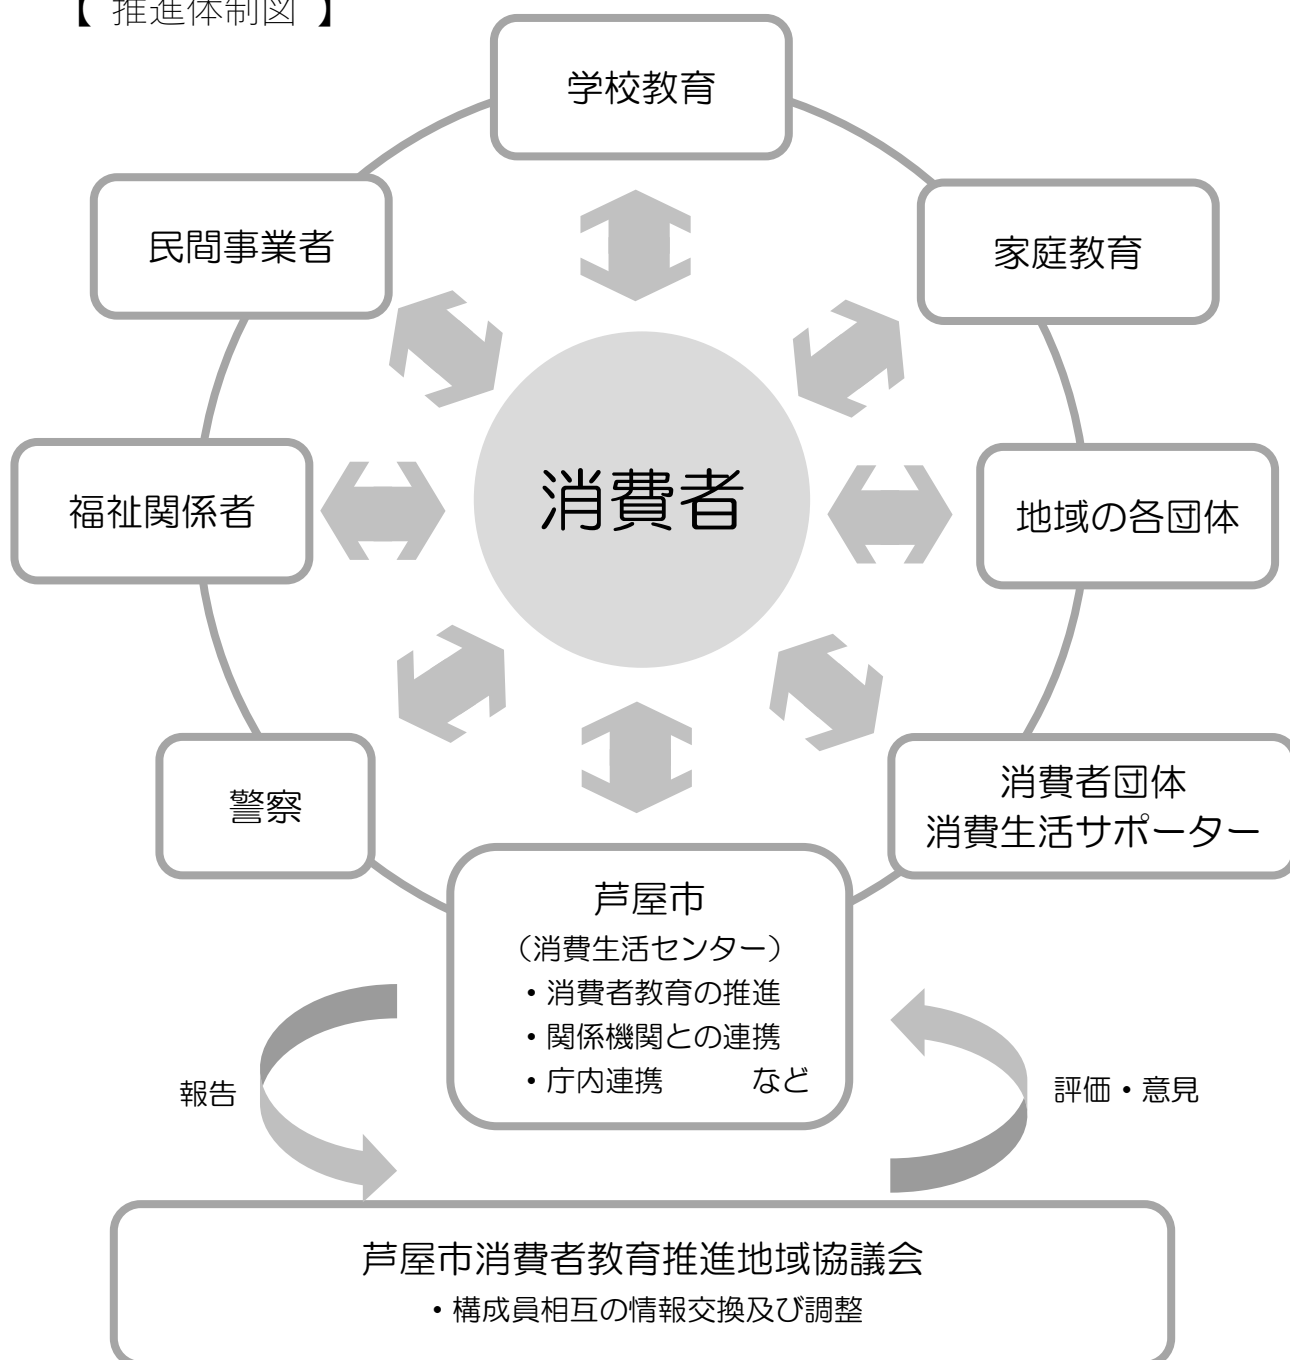 【 推進体制図 】
学校教育
民間事業者
家庭教育
福祉関係者
消費者
地域の各団体
警察
消費者団体
消費生活サポーター
芦屋市
（消費生活センター）
・消費者教育の推進
・関係機関との連携
・庁内連携　　　など
報告
評価・意見
芦屋市消費者教育推進地域協議会
・構成員相互の情報交換及び調整